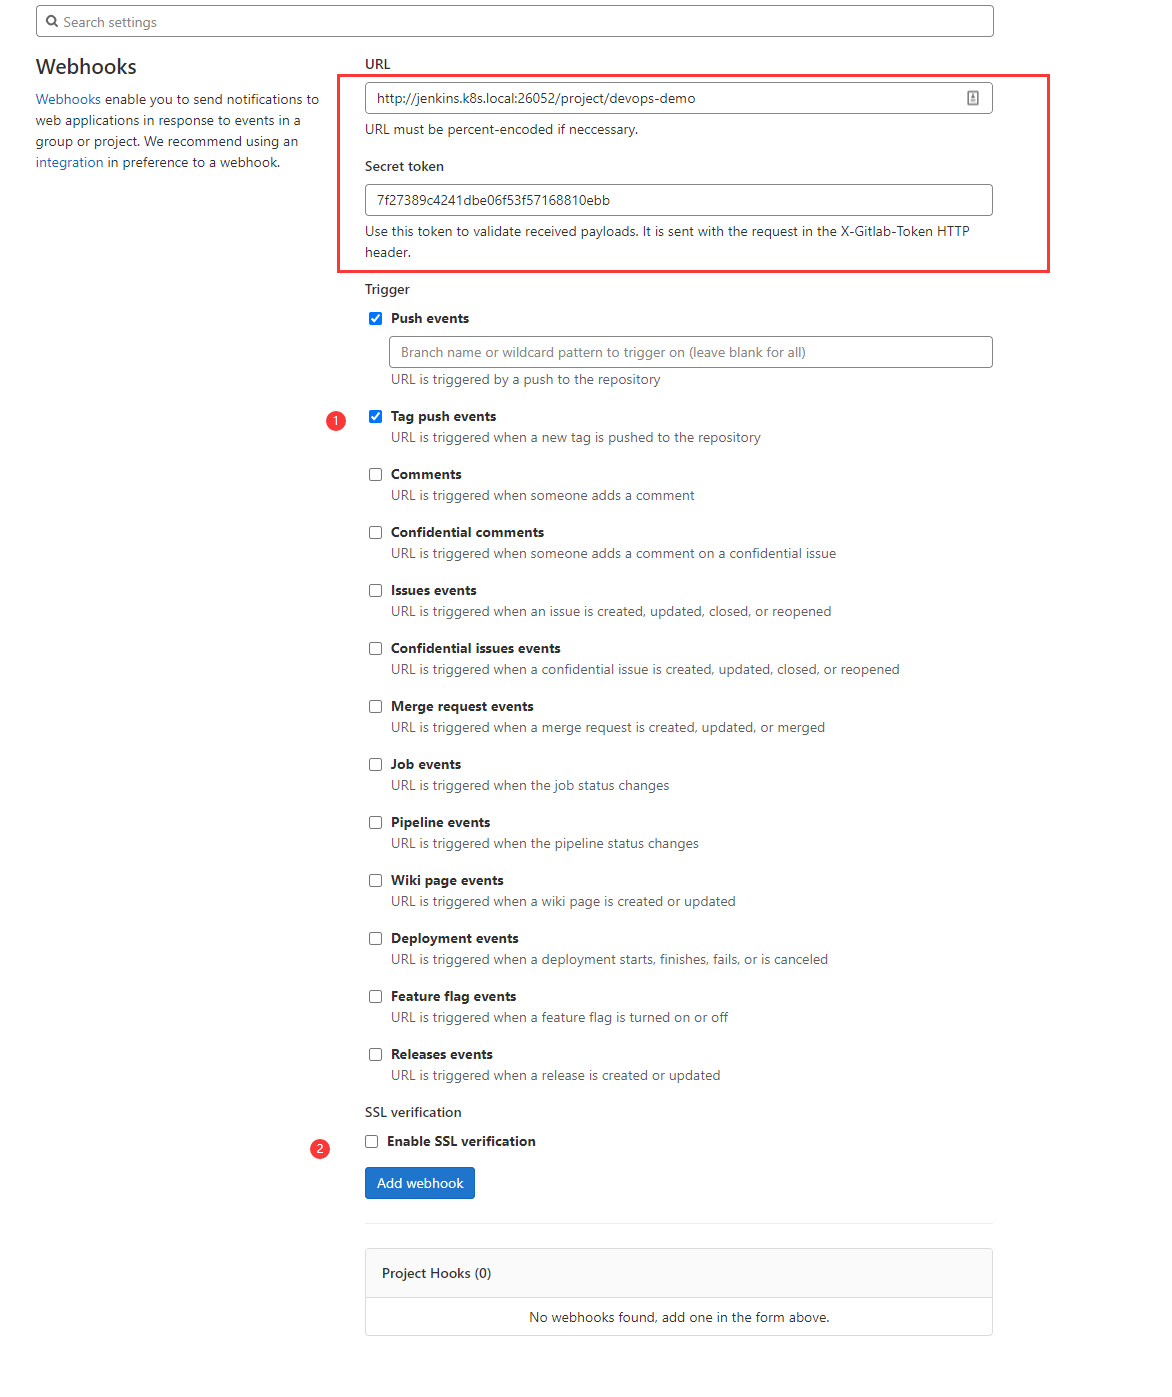 Search settings
Webhooks
Webhooks enable you to send notifications to
web applications in response to events in a
group or project. We recommend using an
integration in preference to a webhook.
URL
http://jenkins.k8s.local:26052/project/devops-demo
URL must be percent-encoded if neccessary.
Secret token
7f27389c4241dbe06f53f57168810ebb
Use this token to validate received payloads. It is sent with the request in the X-Gitlab-Token HTTP
header.
Trigger
Push events
Branch name or wildcard pattern to trigger on (leave blank for all)
URL is triggered by a push to the repository
1
Tag push events
URL is triggered when a new tag is pushed to the repository
Comments
URL is triggered when someone adds a comment
Confidential comments
URL is triggered when someone adds a comment on a confidential issue
Issues events
URL is triggered when an issue is created, updated, closed, or reopened
Confidential issues events
URL is triggered when a confidential issue is created, updated, closed, or reopened
Merge request events
URL is triggered when a merge request is created, updated, or merged
Job events
URL is triggered when the job status changes
Pipeline events
URL is triggered when the pipeline status changes
Wiki page events
URL is triggered when a wiki page is created or updated
Deployment events
URL is triggered when a deployment starts, finishes, fails, or is canceled
Feature flag events
URL is triggered when a feature flag is turned on or off
Releases events
URL is triggered when a release is created or updated
SSL verification
2
Enable SSL verification
Add webhook
Project Hooks (0)
No webhooks found, add one in the form above.